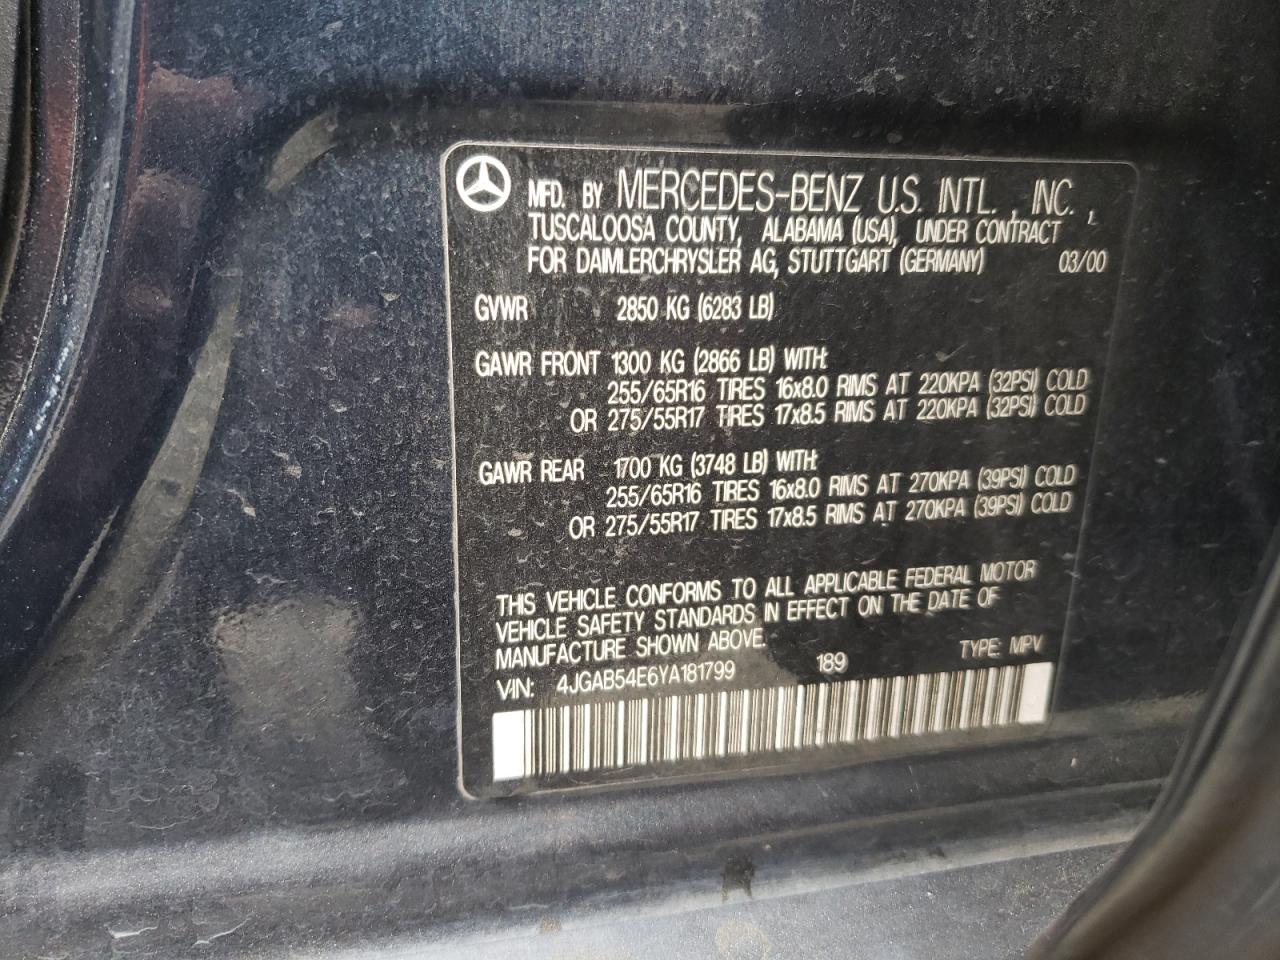 MFD. BY MERCEDES-BENZ U.S. INTL., INC.,
TUSCALOOSA COUNTY, ALABAMA (USA), UNDER CONTRACT
FOR DAIMLERCHRYSLER AG, STUTTGART (GERMANY) 03/00
GVWR 2850 KG (6283 LB)
GAWR FRONT 1300 KG (2866 LB) WITH:
255/65R16 TIRES 16x8.0 RIMS AT 220KPA (32PSI) COLD
OR 275/55R17 TIRES 17x8.5 RIMS AT 220KPA (32PSI) COLD
GAWR REAR 1700 KG (3748 LB) WITH:
255/65R16 TIRES 16x8.0 RIMS AT 270KPA (39PSI) COLD
OR 275/55R17 TIRES 17x8.5 RIMS AT 270KPA (39PSI) COLD
THIS VEHICLE CONFORMS TO ALL APPLICABLE FEDERAL MOTOR
VEHICLE SAFETY STANDARDS IN EFFECT ON THE DATE OF
MANUFACTURE SHOWN ABOVE.
VIN: 4JGAB54E6YA181799 189 TYPE: MPV